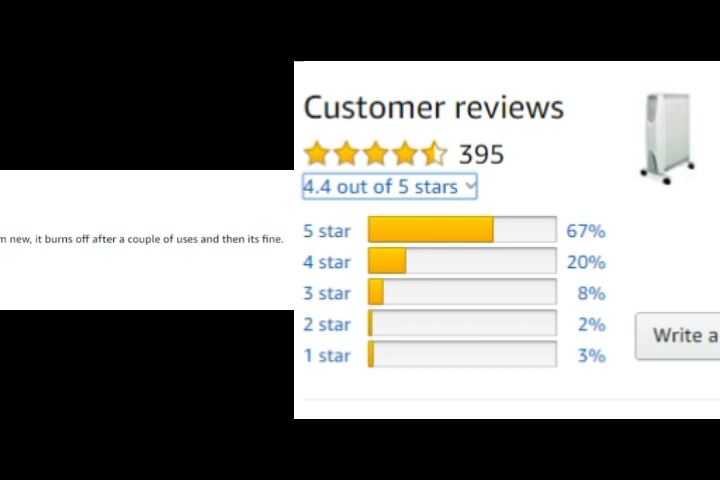 m new, it burns off after a couple of uses and then its fine.
Customer reviews
395
4.4 out of 5 stars
5 star 67%
4 star 20%
3 star 8%
2 star 2%
1 star 3%
Write a